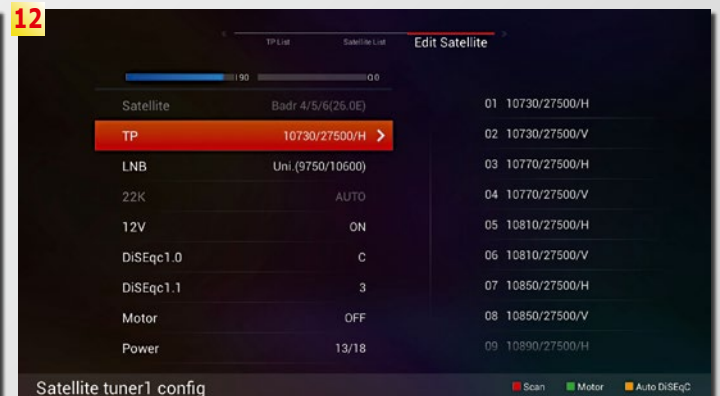 12
TP List Satellite List Edit Satellite
90 00
Satellite Badr 4/5/6(26.0E)
TP 10730/27500/H
LNB Uni.(9750/10600)
22K AUTO
12V ON
DiSEqc1.0 C
DiSEqc1.1 3
Motor OFF
Power 13/18
01 10730/27500/H
02 10730/27500/V
03 10770/27500/H
04 10770/27500/V
05 10810/27500/H
06 10810/27500/V
07 10850/27500/H
08 10850/27500/V
09 10890/27500/H
Satellite tuner1 config
Scan Motor Auto DiSEqC